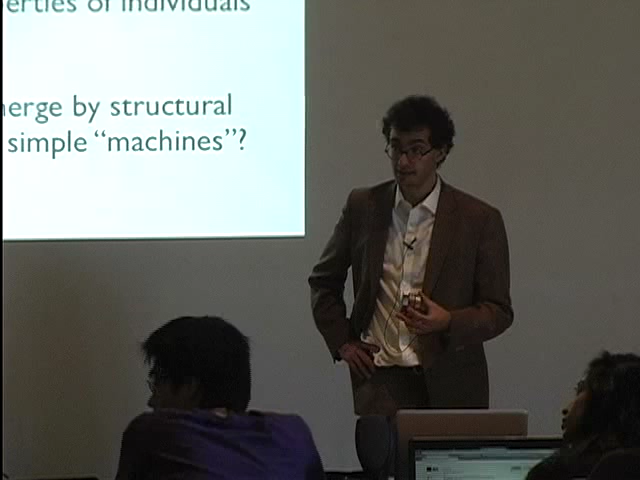 erties of individuals
nerge by structural
simple “machines”?